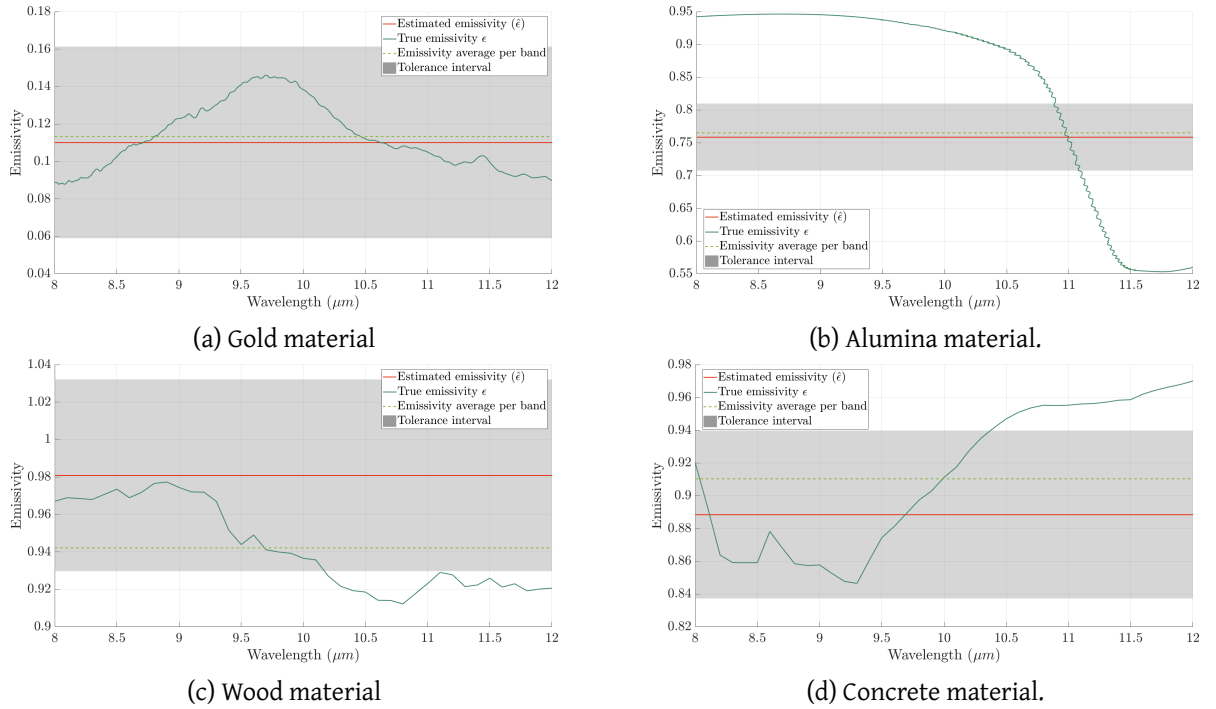 0.18
0.16
0.14
0.12
0.1
0.08
0.06
0.04
Emissivity
Estimated emissivity (ε̂)
True emissivity ϵ
Emissivity average per band
Tolerance interval
8 8.5 9 9.5 10 10.5 11 11.5 12
Wavelength (μm)
(a) Gold material
0.95
0.9
0.85
0.8
0.75
0.7
0.65
0.6
0.55
Emissivity
Estimated emissivity (ε̂)
True emissivity ϵ
Emissivity average per band
Tolerance interval
8 8.5 9 9.5 10 10.5 11 11.5 12
Wavelength (μm)
(b) Alumina material.
1.04
1.02
1
0.98
0.96
0.94
0.92
0.9
Emissivity
Estimated emissivity (ε̂)
True emissivity ϵ
Emissivity average per band
Tolerance interval
8 8.5 9 9.5 10 10.5 11 11.5 12
Wavelength (μm)
(c) Wood material
0.98
0.96
0.94
0.92
0.9
0.88
0.86
0.84
0.82
Emissivity
Estimated emissivity (ε̂)
True emissivity ϵ
Emissivity average per band
Tolerance interval
8 8.5 9 9.5 10 10.5 11 11.5 12
Wavelength (μm)
(d) Concrete material.